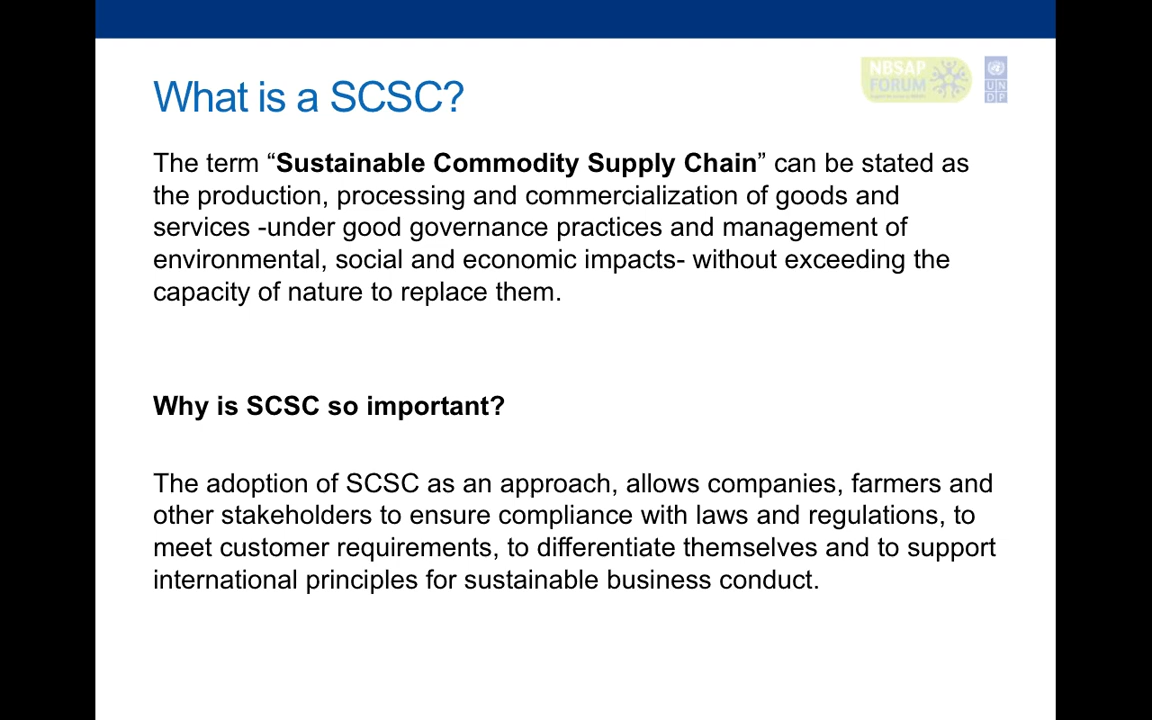 What is a SCSC?
NBSAP
FORUM
UN
DP
The term “Sustainable Commodity Supply Chain” can be stated as
the production, processing and commercialization of goods and
services -under good governance practices and management of
environmental, social and economic impacts- without exceeding the
capacity of nature to replace them.
Why is SCSC so important?
The adoption of SCSC as an approach, allows companies, farmers and
other stakeholders to ensure compliance with laws and regulations, to
meet customer requirements, to differentiate themselves and to support
international principles for sustainable business conduct.